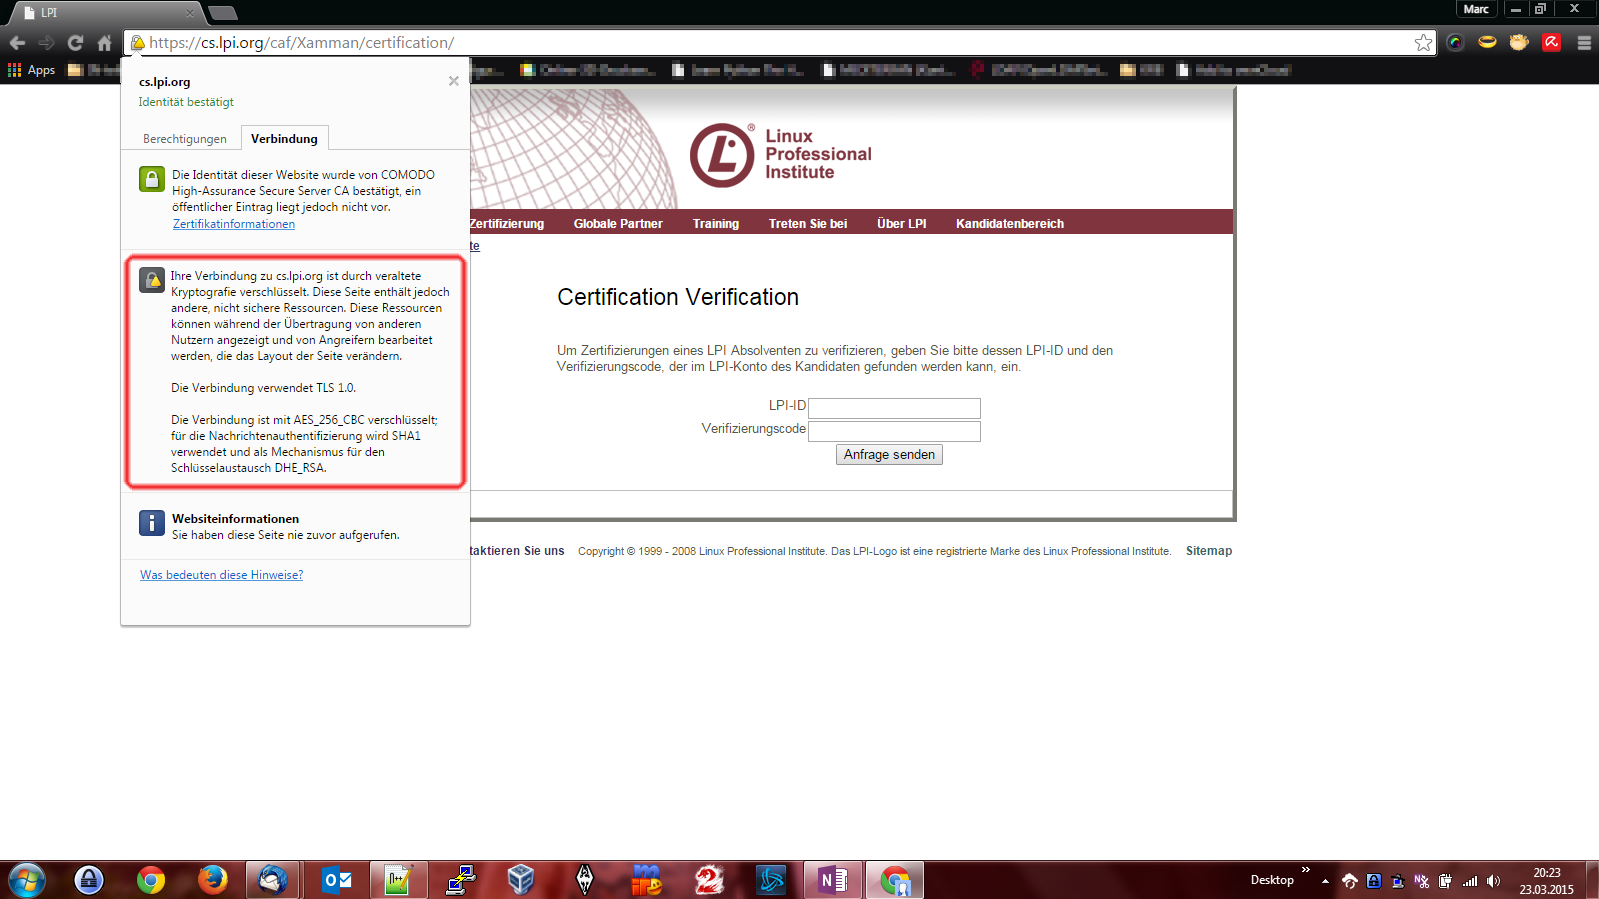 LPI
Marc
https://cs.lpi.org/caf/Xamman/certification/
Apps
cs.lpi.org
Identität bestätigt
Berechtigungen
Verbindung
Die Identität dieser Website wurde von COMODO
High-Assurance Secure Server CA bestätigt, ein
öffentlicher Eintrag liegt jedoch nicht vor.
Zertifikatinformationen
Ihre Verbindung zu cs.lpi.org ist durch veraltete
Kryptografie verschlüsselt. Diese Seite enthält jedoch
andere, nicht sichere Ressourcen. Diese Ressourcen
können während der Übertragung von anderen
Nutzern angezeigt und von Angreifern bearbeitet
werden, die das Layout der Seite verändern.
Die Verbindung verwendet TLS 1.0.
Die Verbindung ist mit AES_256_CBC verschlüsselt;
für die Nachrichtenauthentifizierung wird SHA1
verwendet und als Mechanismus für den
Schlüsselaustausch DHE_RSA.
Websiteinformationen
Sie haben diese Seite nie zuvor aufgerufen.
Was bedeuten diese Hinweise?
Linux
Professional
Institute
Zertifizierung Globale Partner Training Treten Sie bei Über LPI Kandidatenbereich
te
Certification Verification
Um Zertifizierungen eines LPI Absolventen zu verifizieren, geben Sie bitte dessen LPI-ID und den
Verifizierungscode, der im LPI-Konto des Kandidaten gefunden werden kann, ein.
LPI-ID
Verifizierungscode
Anfrage senden
taktieren Sie uns Copyright © 1999 - 2008 Linux Professional Institute. Das LPI-Logo ist eine registrierte Marke des Linux Professional Institute. Sitemap
Desktop
20:23
23.03.2015